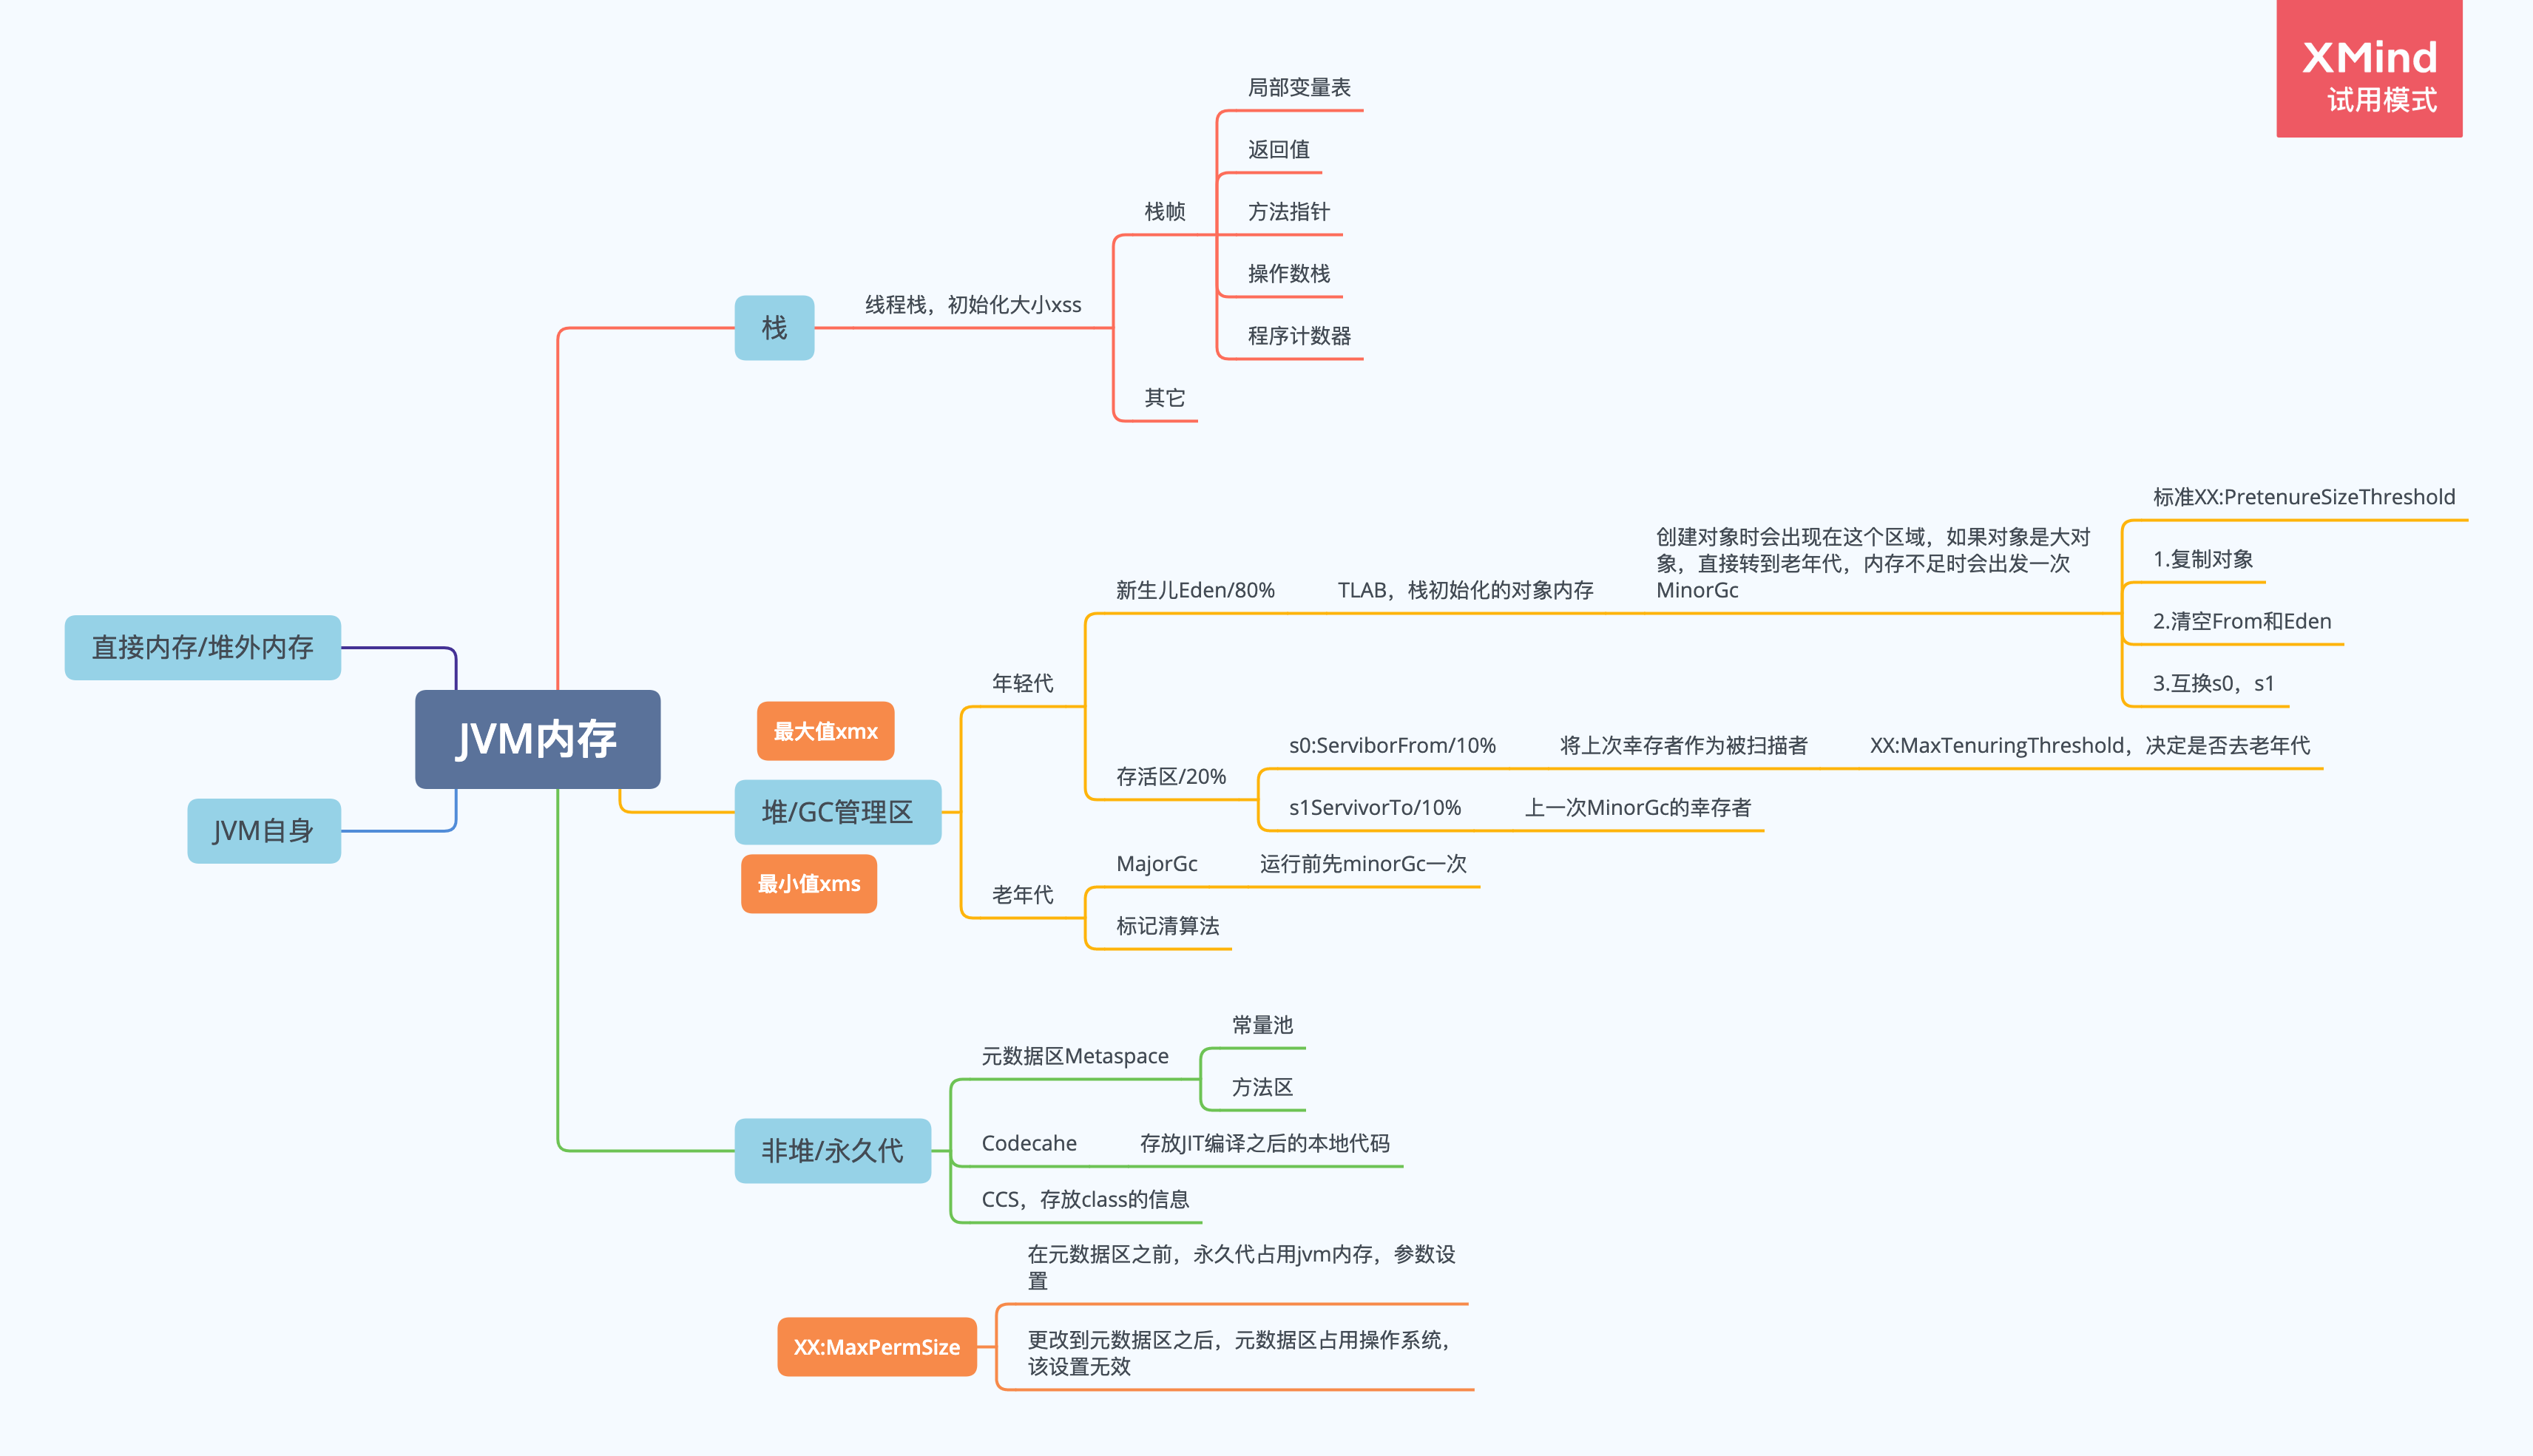 XMind
试用模式
局部变量表
返回值
栈帧
方法指针
操作数栈
线程栈，初始化大小xss
栈
程序计数器
其它
标准XX:PretenureSizeThreshold
创建对象时会出现在这个区域，如果对象是大对
象，直接转到老年代，内存不足时会出发一次
MinorGc
1.复制对象
新生儿Eden/80%
TLAB，栈初始化的对象内存
2.清空From和Eden
3.互换s0，s1
直接内存/堆外内存
年轻代
JVM内存
最大值xmx
s0:ServiborFrom/10%
将上次幸存者作为被扫描者
XX:MaxTenuringThreshold，决定是否去老年代
存活区/20%
s1ServivorTo/10%
上一次MinorGc的幸存者
堆/GC管理区
JVM自身
MajorGc
运行前先minorGc一次
最小值xms
老年代
标记清算法
常量池
元数据区Metaspace
方法区
Codecahe
存放JIT编译之后的本地代码
非堆/永久代
CCS，存放class的信息
在元数据区之前，永久代占用jvm内存，参数设
置
XX:MaxPermSize
更改到元数据区之后，元数据区占用操作系统，
该设置无效